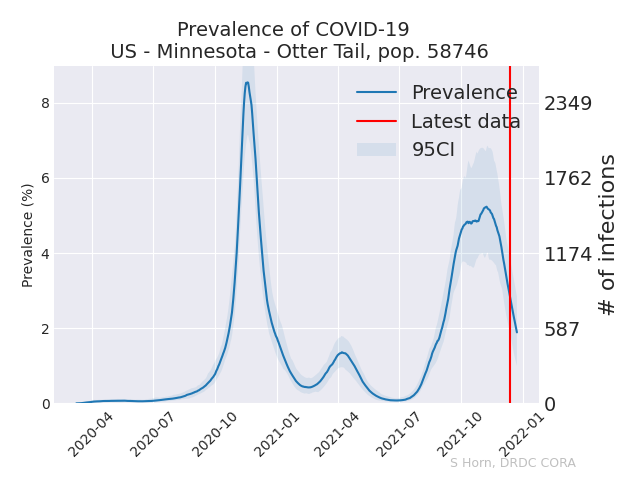 Prevalence of COVID-19
US - Minnesota - Otter Tail, pop. 58746
Prevalence
Latest data
95CI
Prevalence (%)
8
6
4
2
0
2349
1762
1174
587
0
# of infections
2020-04
2020-07
2020-10
2021-01
2021-04
2021-07
2021-10
2022-01
S Horn, DRDC CORA